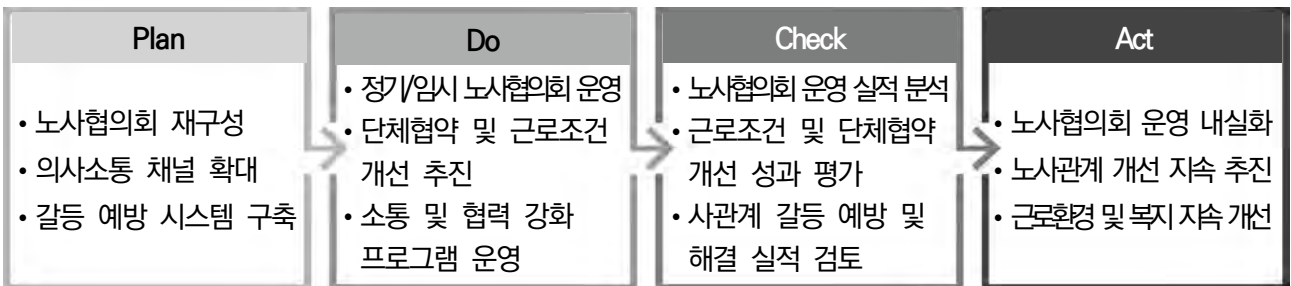 Plan
• 노사협의회 재구성
• 의사소통 채널 확대
• 갈등 예방 시스템 구축
Do
• 정기/임시 노사협의회 운영
• 단체협약 및 근로조건
개선 추진
• 소통 및 협력 강화
프로그램 운영
Check
• 노사협의회 운영 실적 분석
• 근로조건 및 단체협약
개선 성과 평가
• 사관계 갈등 예방 및
해결 실적 검토
Act
• 노사협의회 운영 내실화
• 노사관계 개선 지속 추진
• 근로환경 및 복지 지속 개선